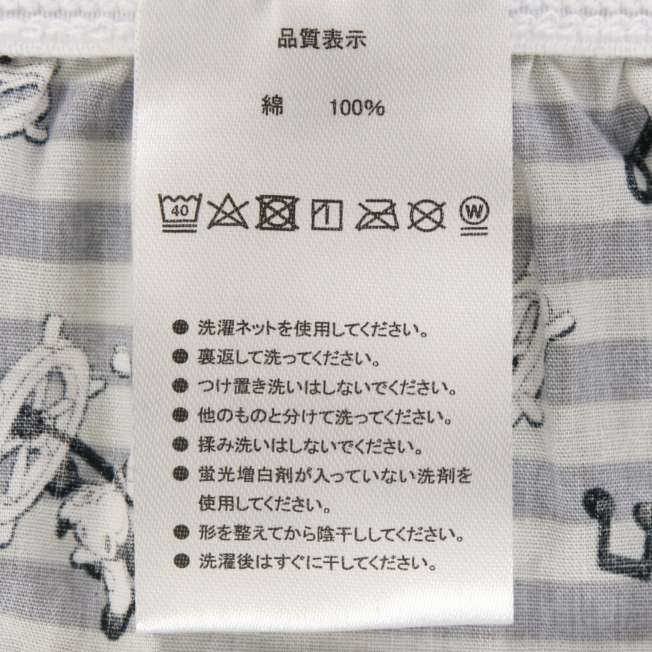 品質表示
綿 100%
40 W
洗濯ネットを使用してください。
裏返して洗ってください。
つけ置き洗いはしないでください。
他のものと分けて洗ってください。
揉み洗いはしないでください。
蛍光増白剤が入っていない洗剤を
使用してください。
形を整えてから陰干ししてください。
洗濯後はすぐに干してください。